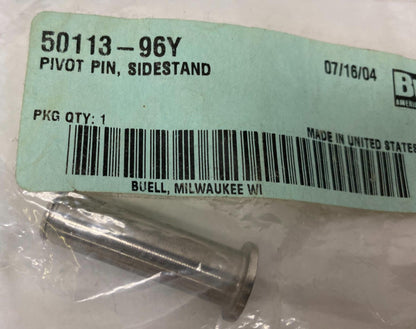 50113-96Y
PIVOT PIN, SIDESTAND
07/16/04
PKG QTY: 1
MADE IN UNITED STATES
BUELL, MILWAUKEE WI